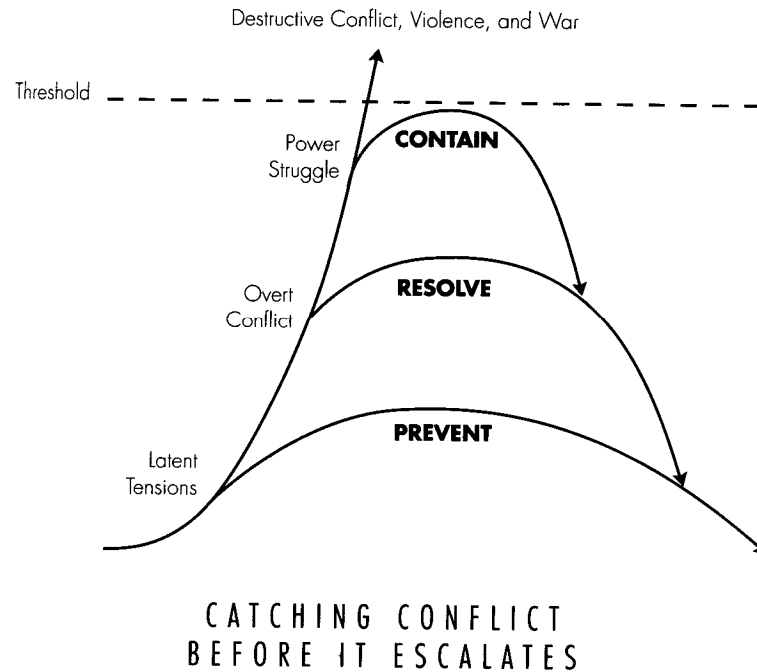 Destructive Conflict, Violence, and War
Threshold
Power
Struggle
CONTAIN
Overt
Conflict
RESOLVE
Latent
Tensions
PREVENT
CATCHING CONFLICT
BEFORE IT ESCALATES